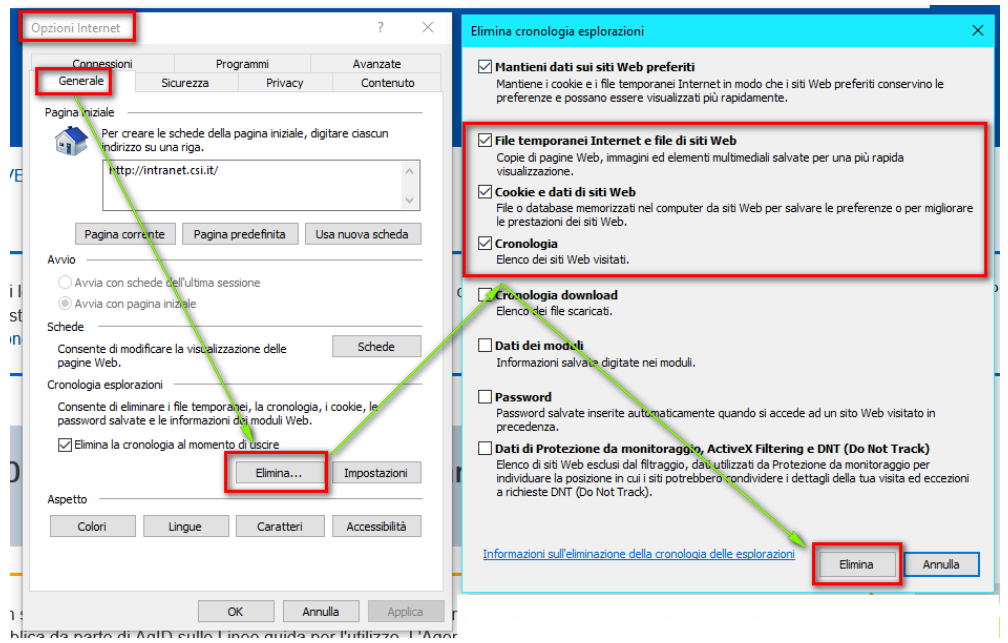 Opzioni Internet
Connessioni
Programmi
Avanzate
Generale
Sicurezza
Privacy
Contenuto
Pagina iniziale
Per creare le schede della pagina iniziale, digitare ciascun
indirizzo su una riga.
http://intranet.csi.it/
Pagina corrente
Pagina predefinita
Usa nuova scheda
Avvio
Avvia con schede dell'ultima sessione
Avvia con pagina iniziale
Schede
Consente di modificare la visualizzazione delle
pagine Web.
Schede
Cronologia esplorazioni
Consente di eliminare i file temporanei, la cronologia, i cookie, le
password salvate e le informazioni dei moduli Web.
Elimina la cronologia al momento di uscire
Elimina...
Impostazioni
Aspetto
Colori
Lingue
Caratteri
Accessibilità
OK
Annulla
Applica
Elimina cronologia esplorazioni
Mantieni dati sui siti Web preferiti
Mantiene i cookie e i file temporanei Internet in modo che i siti Web preferiti conservino le
preferenze e possano essere visualizzati più rapidamente.
File temporanei Internet e file di siti Web
Copie di pagine Web, immagini ed elementi multimediali salvate per una più rapida
visualizzazione.
Cookie e dati di siti Web
File o database memorizzati nel computer da siti Web per salvare le preferenze o per migliorare
le prestazioni dei siti Web.
Cronologia
Elenco dei siti Web visitati.
Cronologia download
Elenco dei file scaricati.
Dati dei moduli
Informazioni salvate digitate nei moduli.
Password
Password salvate inserite automaticamente quando si accede ad un sito Web visitato in
precedenza.
Dati di Protezione da monitoraggio, ActiveX Filtering e DNT (Do Not Track)
Elenco di siti Web esclusi dal filtraggio, dati utilizzati da Protezione da monitoraggio per
individuare la posizione in cui i siti potrebbero condividere i dettagli della tua visita ed eccezioni
a richieste DNT (Do Not Track).
Informazioni sull'eliminazione della cronologia delle esplorazioni
Elimina
Annulla
da parte di AgID sulle Linee guida per l'utilizzo.